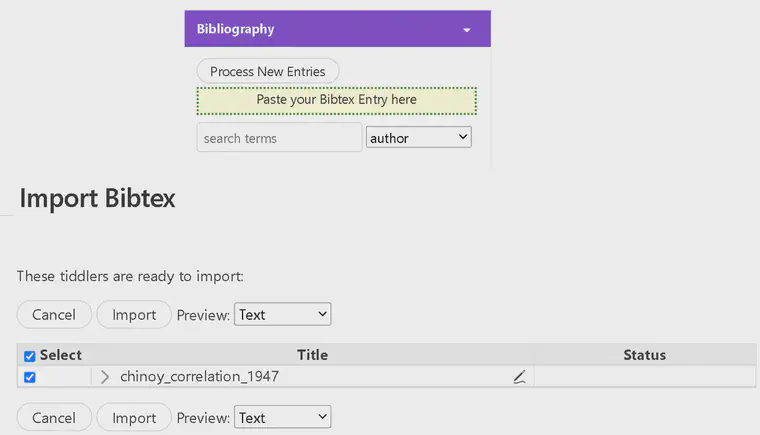 Bibliography
Process New Entries
Paste your Bibtex Entry here
search terms author
Import Bibtex
These tiddlers are ready to import:
Cancel Import Preview: Text
Select Title Status
chinoy_correlation_1947
Cancel Import Preview: Text